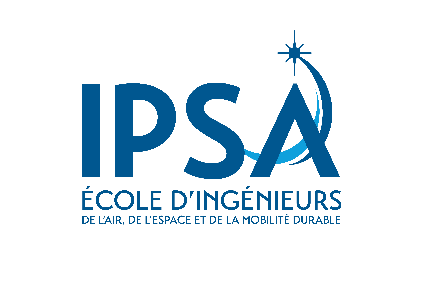 IPSA
ÉCOLE D'INGÉNIEURS
DE L'AIR, DE L'ESPACE ET DE LA MOBILITÉ DURABLE